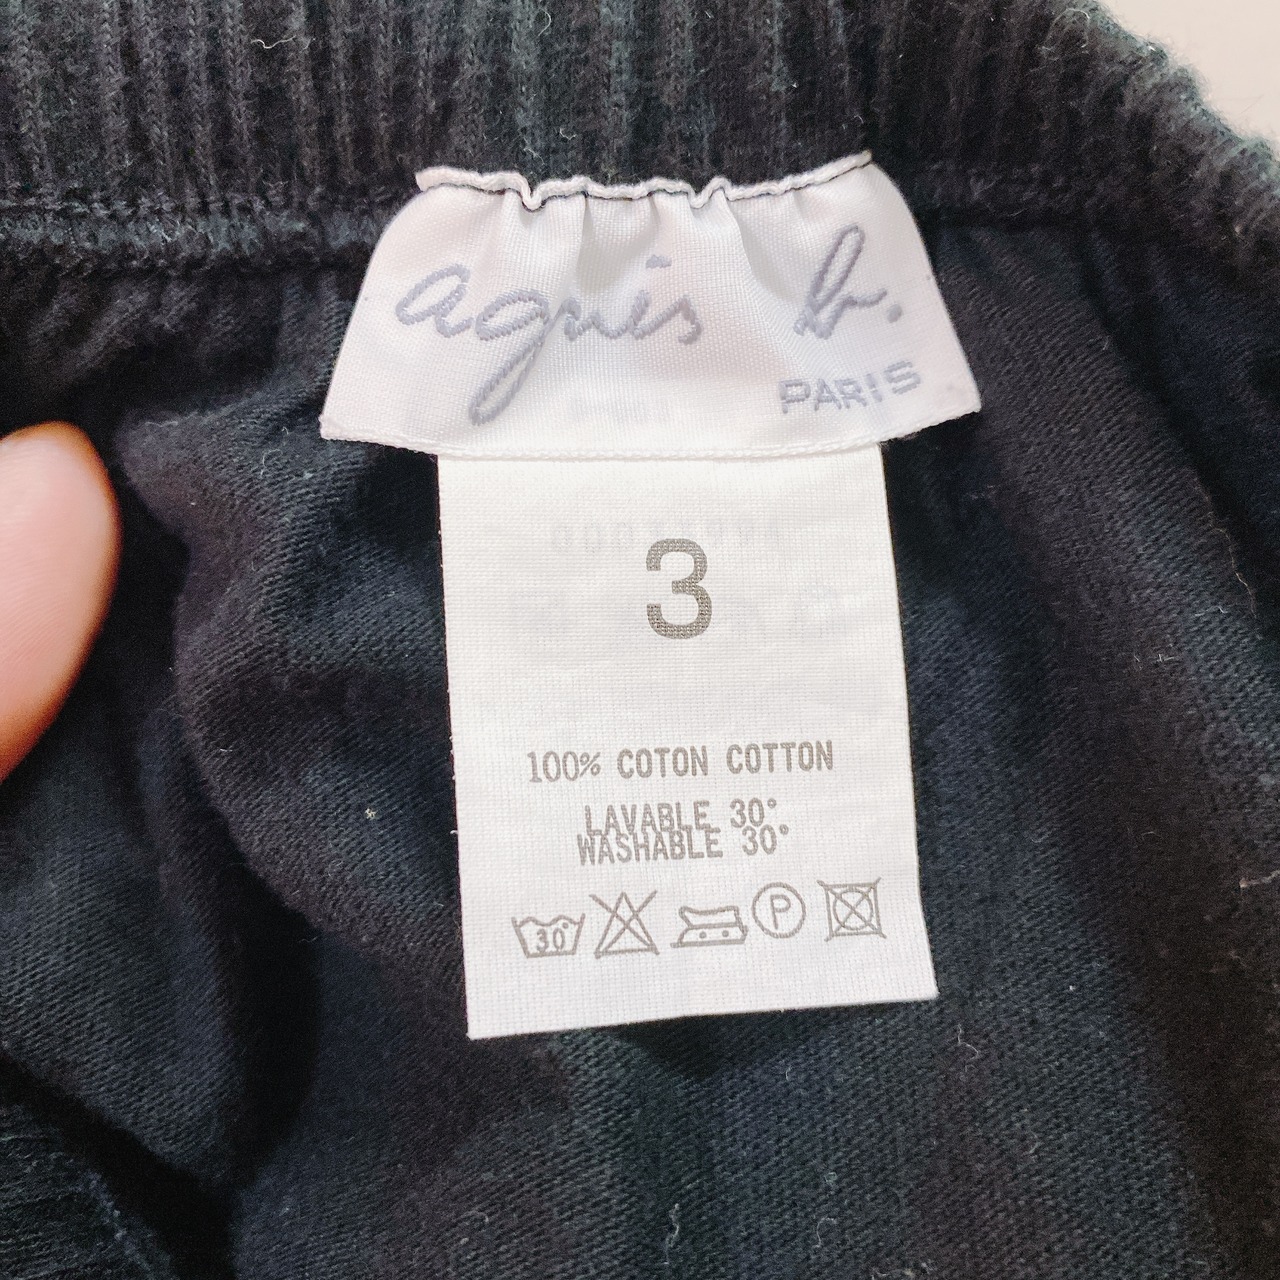 agnès b.
PARIS
3
100% COTON COTTON
LAVABLE 30°
WASHABLE 30°
30°
P